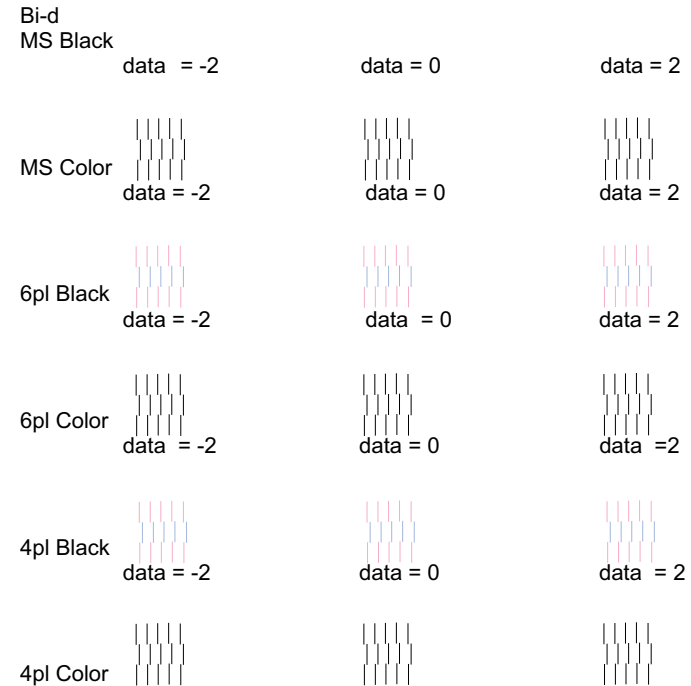 Bi-d
MS Black
data = -2 data = 0 data = 2
MS Color
data = -2 data = 0 data = 2
6pl Black
data = -2 data = 0 data = 2
6pl Color
data = -2 data = 0 data =2
4pl Black
data = -2 data = 0 data = 2
4pl Color